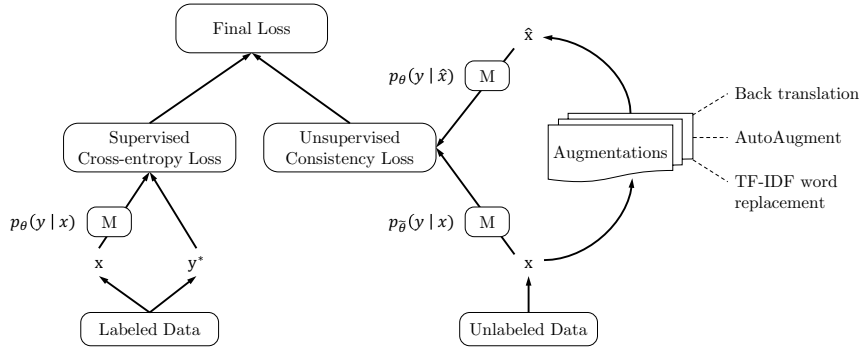 Final Loss
x̂
p_θ(y | x̂)
M
Back translation
Supervised
Cross-entropy Loss
Unsupervised
Consistency Loss
Augmentations
AutoAugment
TF-IDF word
replacement
p_θ(y | x)
M
p_θ̃(y | x)
M
x
y*
x
Labeled Data
Unlabeled Data